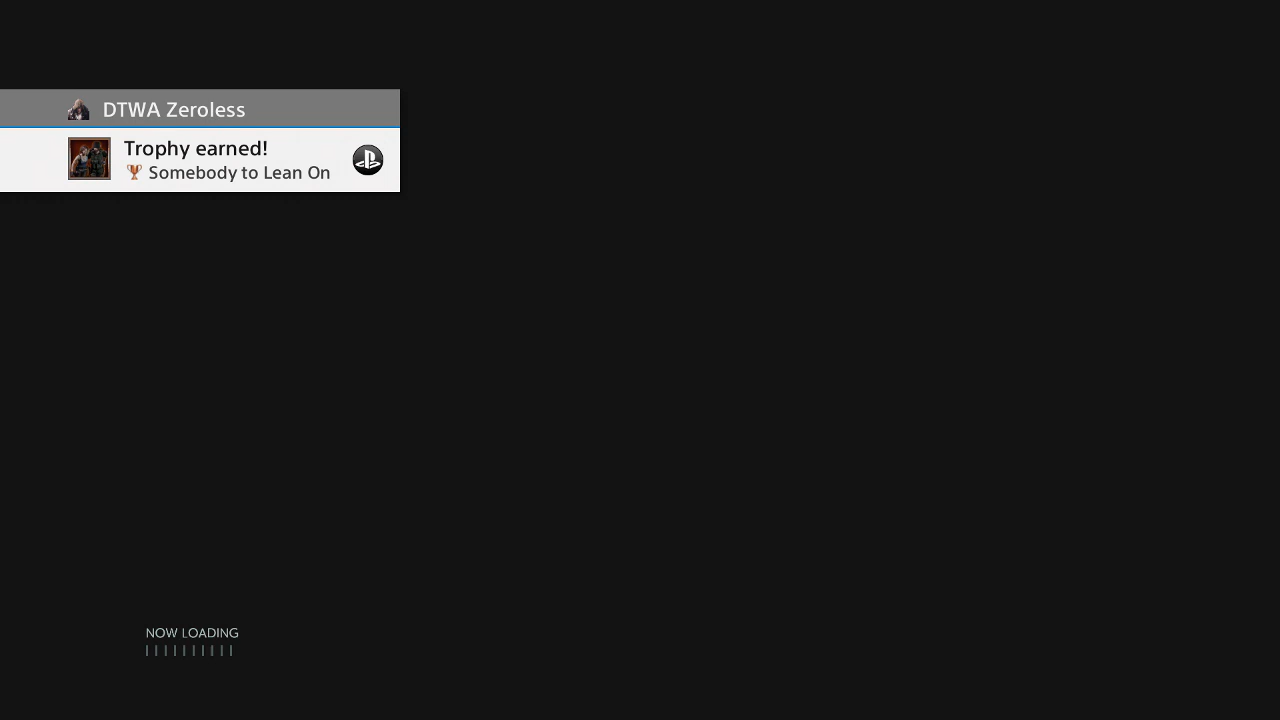 DTWA Zeroless
Trophy earned!
Somebody to Lean On
NOW LOADING